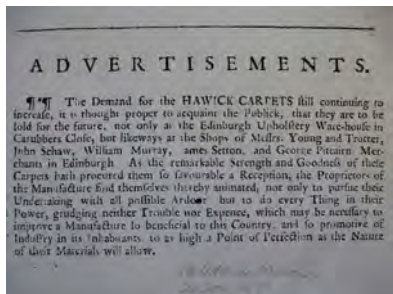 ADVERTISEMENTS.
¶*¶ The Demand for the HAWICK CARPETS ſtill continuing to
increaſe, it is thought proper to acquaint the Publick, that they are to be
ſold for the future, not only at the Edinburgh Upholſtery Ware-houſe in
Carubbers Cloſe, but likeways at the Shops of Meſſrs. Young and Trotter,
John Schaw, William Murray, ames Setton, and George Pitcairn Mer-
chants in Edinburgh. As the remarkable Strength and Goodneſs of theſe
Carpets hath procured them ſo favourable a Reception, the Proprietors of
the Manufacture find themſelves thereby animated, not only to purſue their
Undertaking with all poſſible Ardour but to do every Thing in their
Power, grudging neither Trouble nor Expence, which may be neceſſary to
improve a Manufacture ſo beneficial to this Country, and ſo promotive of
Induſtry in its Inhabitants to as high a Point of Perfection as the Nature
of their Materials will allow.